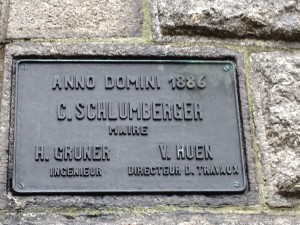 ANNO DOMINI 1886
C. SCHLUMBERGER
MAIRE
H. GRUNER V. HUEN
INGENIEUR DIRECTEUR D. TRAVAUX